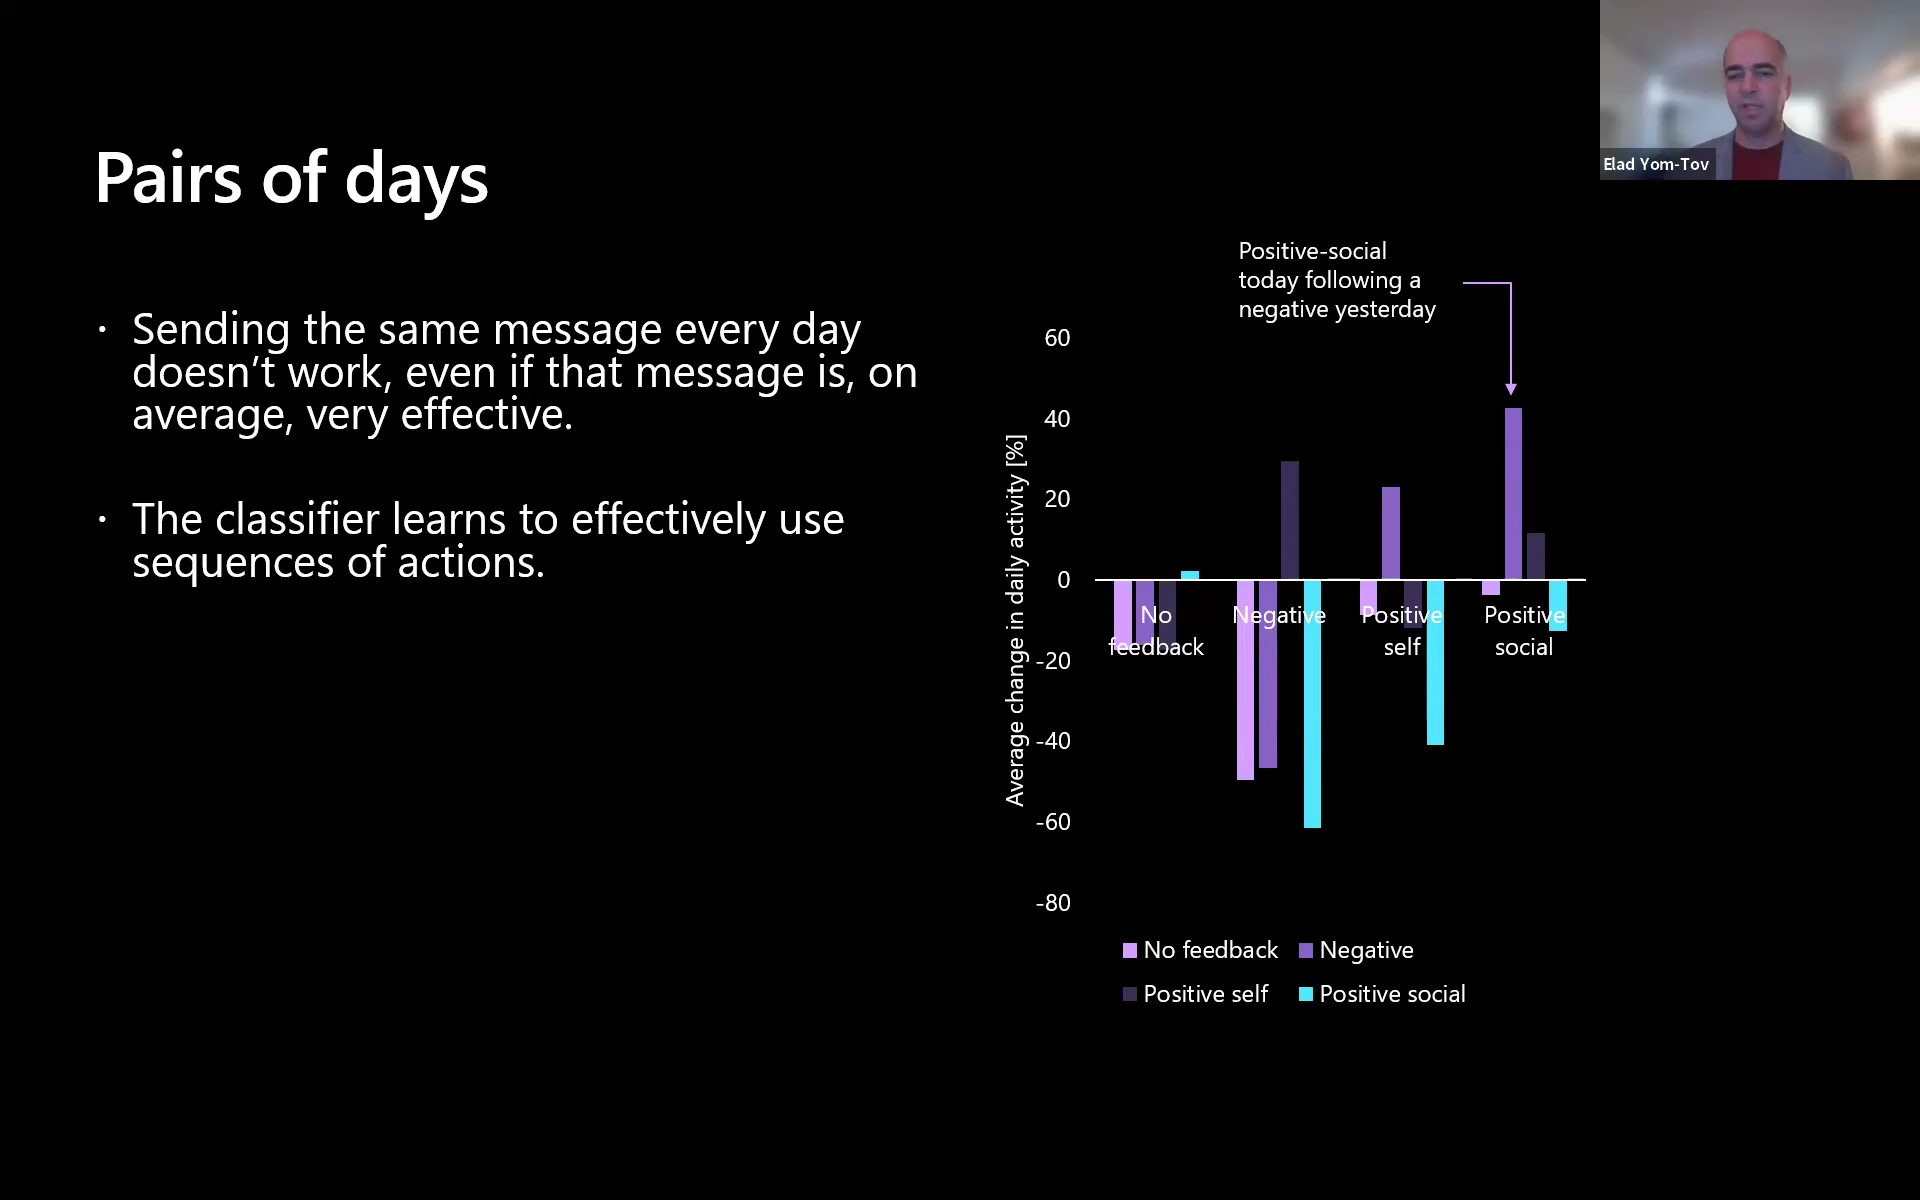 Elad Yom-Tov
Pairs of days
· Sending the same message every day
doesn’t work, even if that message is, on
average, very effective.
· The classifier learns to effectively use
sequences of actions.
Positive-social
today following a
negative yesterday
Average change in daily activity [%]
60
40
20
0
-20
-40
-60
-80
No
feedback
Negative
Positive
self
Positive
social
No feedback
Negative
Positive self
Positive social